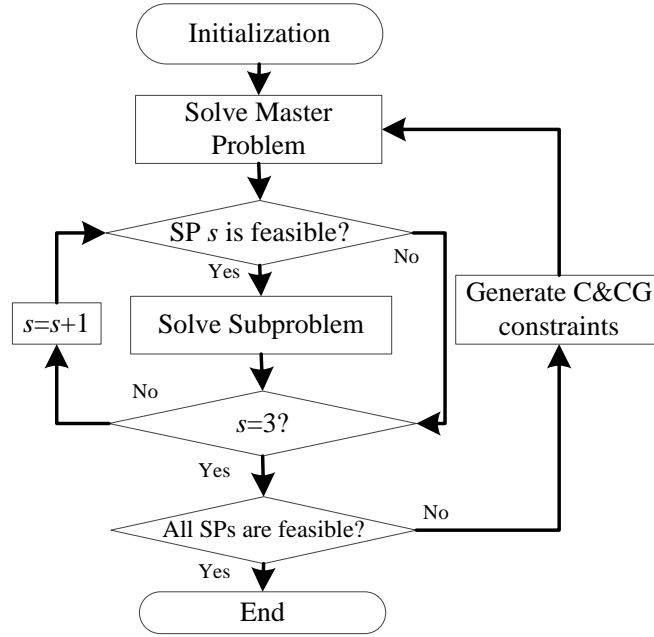 Initialization
Solve Master
Problem
SP s is feasible?
No
Yes
Generate C&CG
constraints
s=s+1
Solve Subproblem
No
s=3?
Yes
All SPs are feasible?
No
Yes
End